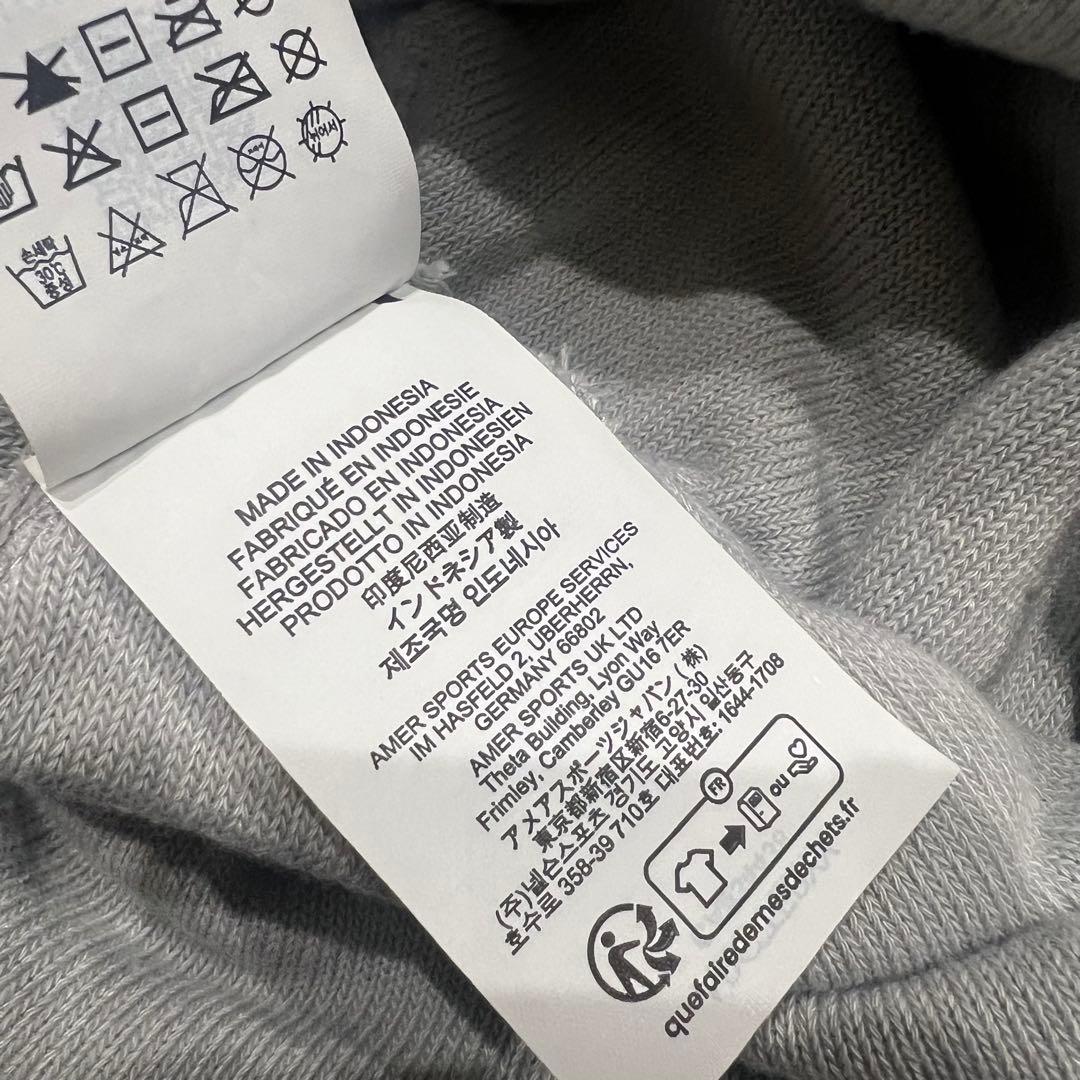 손세탁
30℃
중성
드라이
MADE IN INDONESIA
FABRIQUÉ EN INDONESIE
FABRICADO EN INDONESIA
HERGESTELLT IN INDONESIEN
PRODOTTO IN INDONESIA
印度尼西亚制造
インドネシア製
제조국명 인도네시아
AMER SPORTS EUROPE SERVICES
IM HASFELD 2, UBERHERRN,
GERMANY 66802
AMER SPORTS UK LTD
Theta Building, Lyon Way
Frimley, Camberley GU16 7ER
アメアスポーツジャパン (株)
東京都新宿区新宿6-27-30
(주)넬슨스포츠 경기도 고양시 일산동구
호수로 358-39 710호 대표번호: 1644-1708
FR
ou
quefairedemesdechets.fr